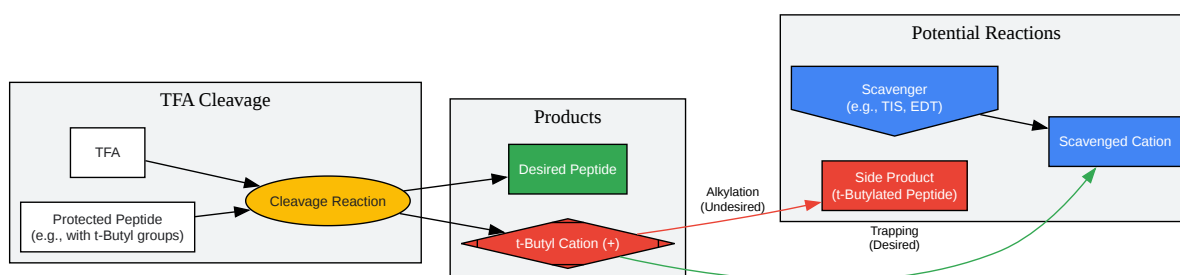 TFA Cleavage
TFA
Protected Peptide
(e.g., with t-Butyl groups)
Cleavage Reaction
Products
Desired Peptide
t-Butyl Cation (+)
Alkylation
(Undesired)
Trapping
(Desired)
Potential Reactions
Scavenger
(e.g., TIS, EDT)
Scavenged Cation
Side Product
(t-Butylated Peptide)